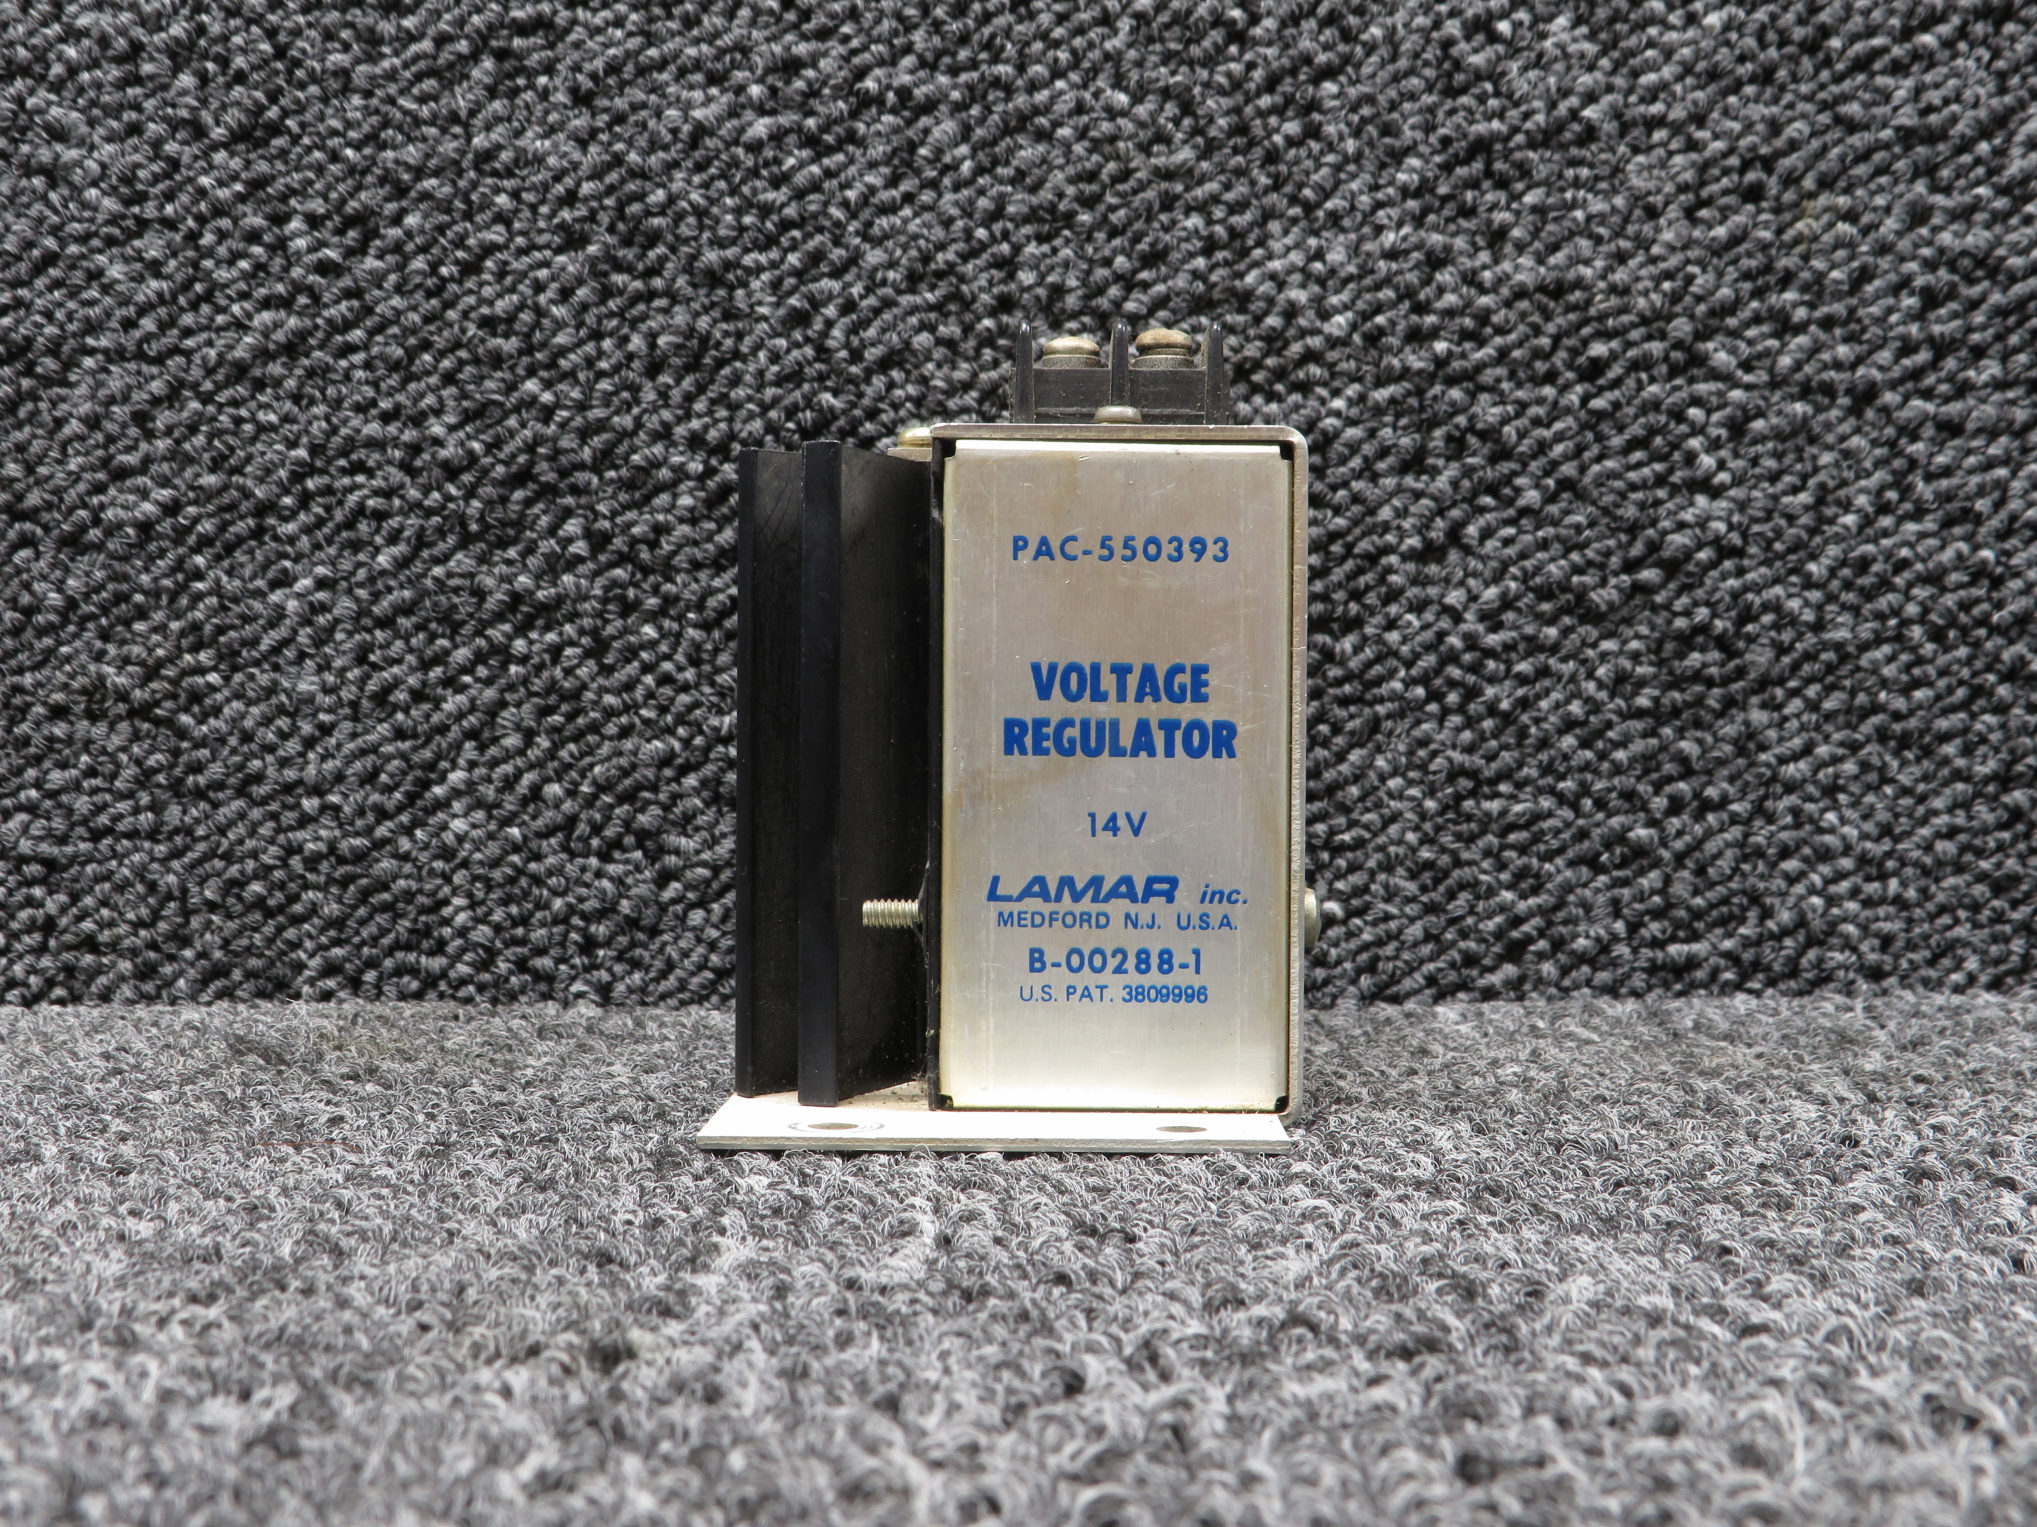 PAC-550393
VOLTAGE
REGULATOR
14V
LAMAR inc.
MEDFORD N.J. U.S.A.
B-00288-1
U.S. PAT. 3809996